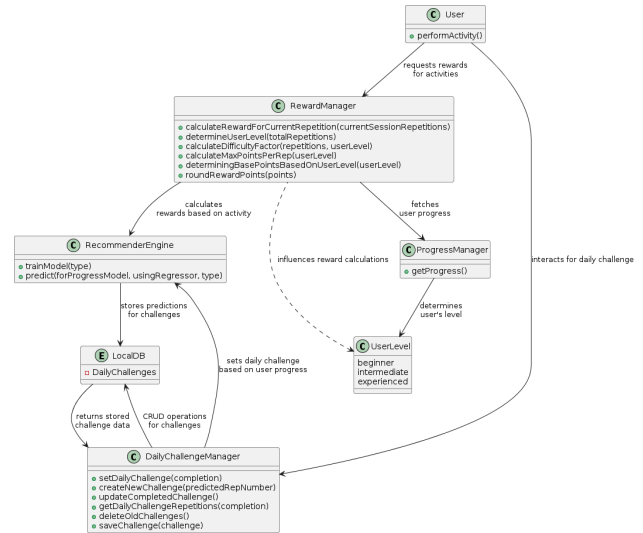 C User
performActivity()
requests rewards
for activities
C RewardManager
calculateRewardForCurrentRepetition(currentSessionRepetitions)
determineUserLevel(totalRepetitions)
calculateDifficultyFactor(repetitions, userLevel)
calculateMaxPointsPerRep(userLevel)
determiningBasePointsBasedOnUserLevel(userLevel)
roundRewardPoints(points)
calculates
rewards based on activity
fetches
user progress
C RecommenderEngine
trainModel(type)
predict(forProgressModel, usingRegressor, type)
influences reward calculations
C ProgressManager
getProgress()
interacts for daily challenge
stores predictions
for challenges
determines
user's level
E LocalDB
DailyChallenges
C UserLevel
beginner
intermediate
experienced
sets daily challenge
based on user progress
returns stored
challenge data
CRUD operations
for challenges
C DailyChallengeManager
setDailyChallenge(completion)
createNewChallenge(predictedRepNumber)
updateCompletedChallenge()
getDailyChallengeRepetitions(completion)
deleteOldChallenges()
saveChallenge(challenge)